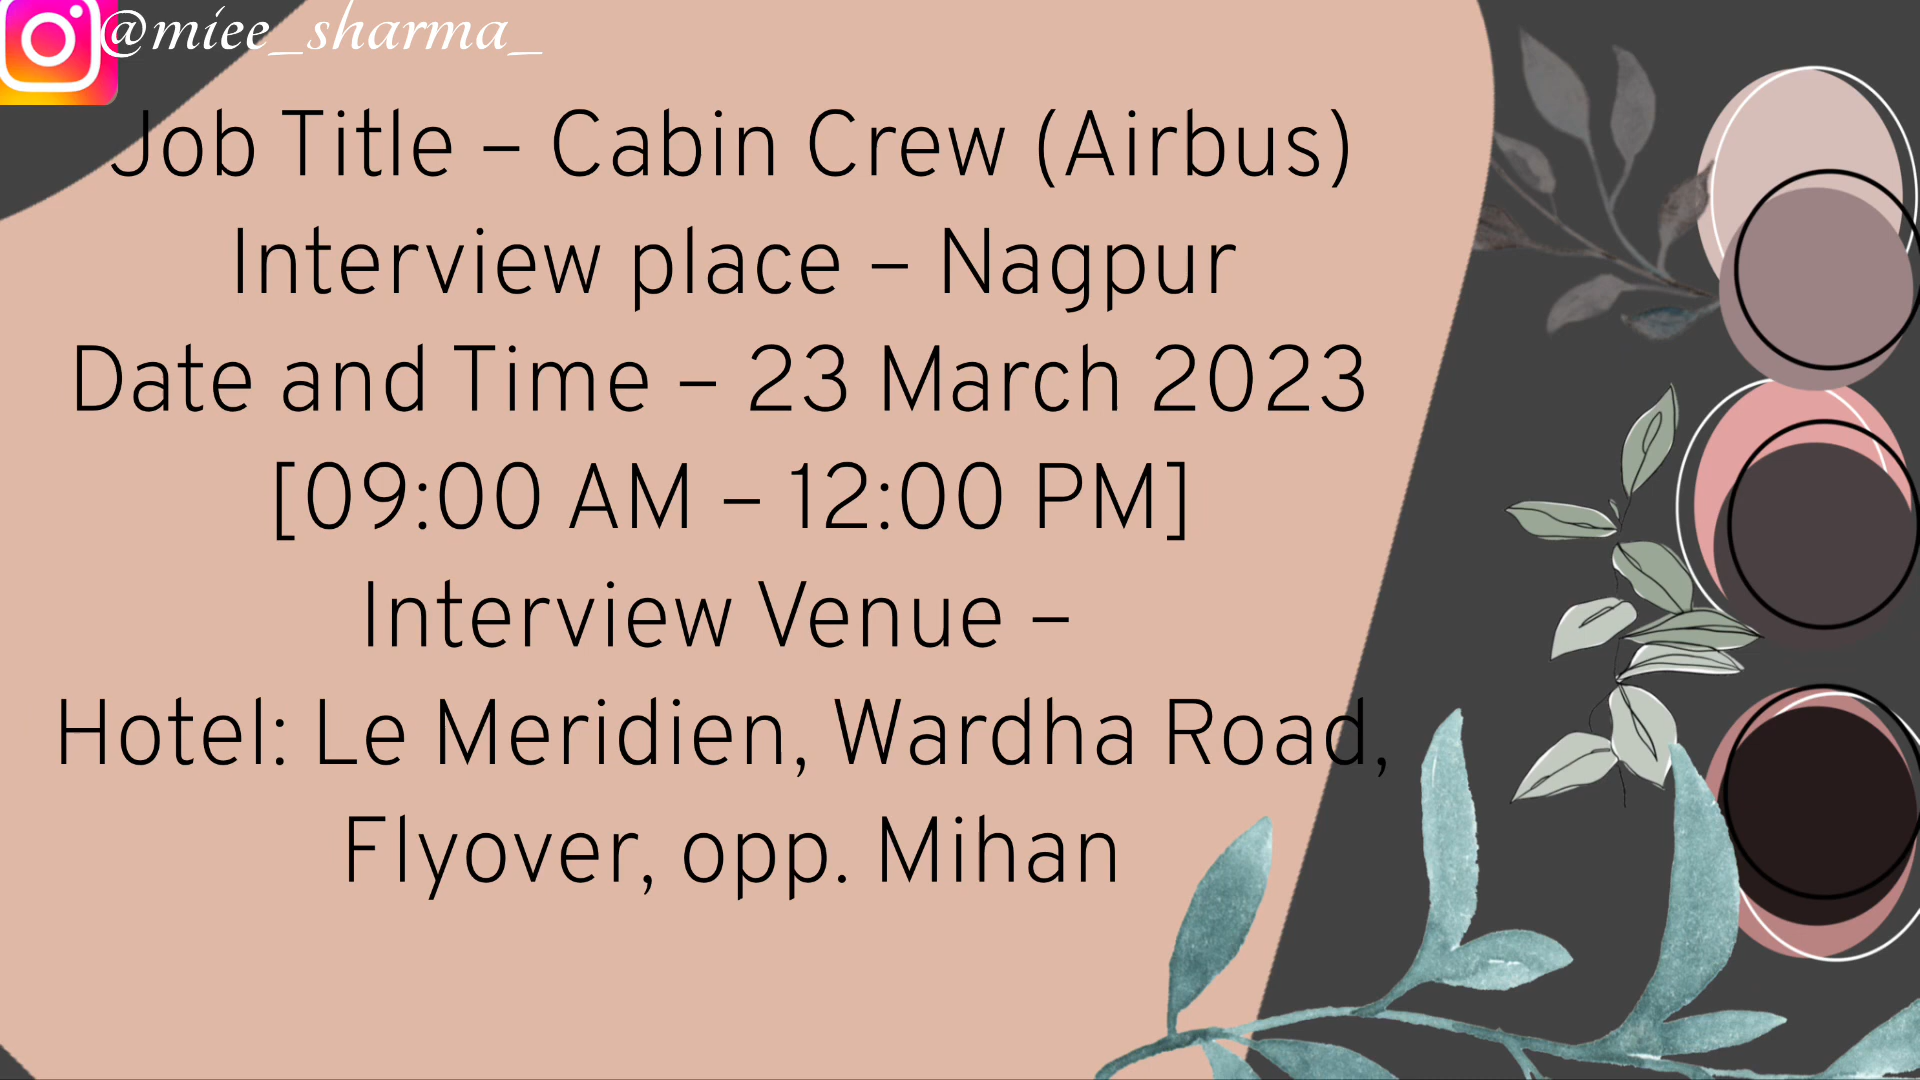 @miee_sharma_
Job Title – Cabin Crew (Airbus)
Interview place – Nagpur
Date and Time – 23 March 2023
[09:00 AM – 12:00 PM]
Interview Venue –
Hotel: Le Meridien, Wardha Road,
Flyover, opp. Mihan